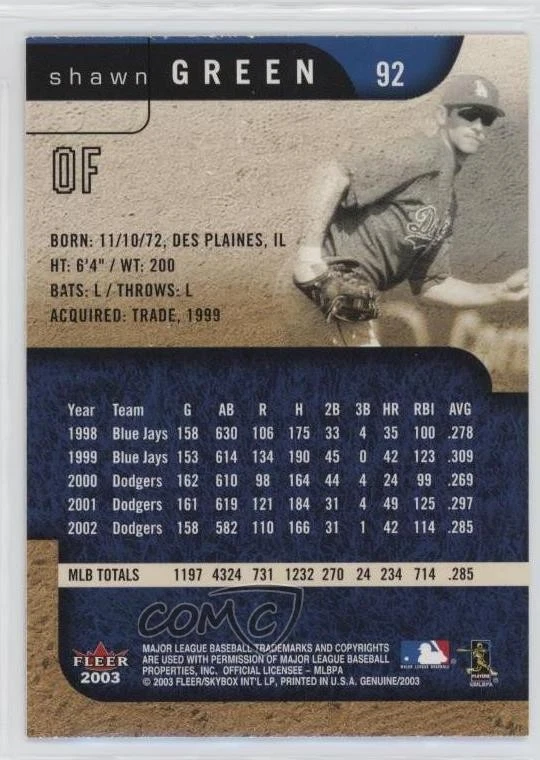 shawn GREEN 92
OF
BORN: 11/10/72, DES PLAINES, IL
HT: 6'4" / WT: 200
BATS: L / THROWS: L
ACQUIRED: TRADE, 1999
Year Team G AB R H 2B 3B HR RBI AVG
1998 Blue Jays 158 630 106 175 33 4 35 100 .278
1999 Blue Jays 153 614 134 190 45 0 42 123 .309
2000 Dodgers 162 610 98 164 44 4 24 99 .269
2001 Dodgers 161 619 121 184 31 4 49 125 .297
2002 Dodgers 158 582 110 166 31 1 42 114 .285
MLB TOTALS 1197 4324 731 1232 270 24 234 714 .285
COMC
FLEER
2003
MAJOR LEAGUE BASEBALL TRADEMARKS AND COPYRIGHTS
ARE USED WITH PERMISSION OF MAJOR LEAGUE BASEBALL
PROPERTIES, INC. OFFICIAL LICENSEE – MLBPA
© 2003 FLEER/SKYBOX INT'L LP, PRINTED IN U.S.A. GENUINE/2003
MAJOR LEAGUE BASEBALL
PLAYERS